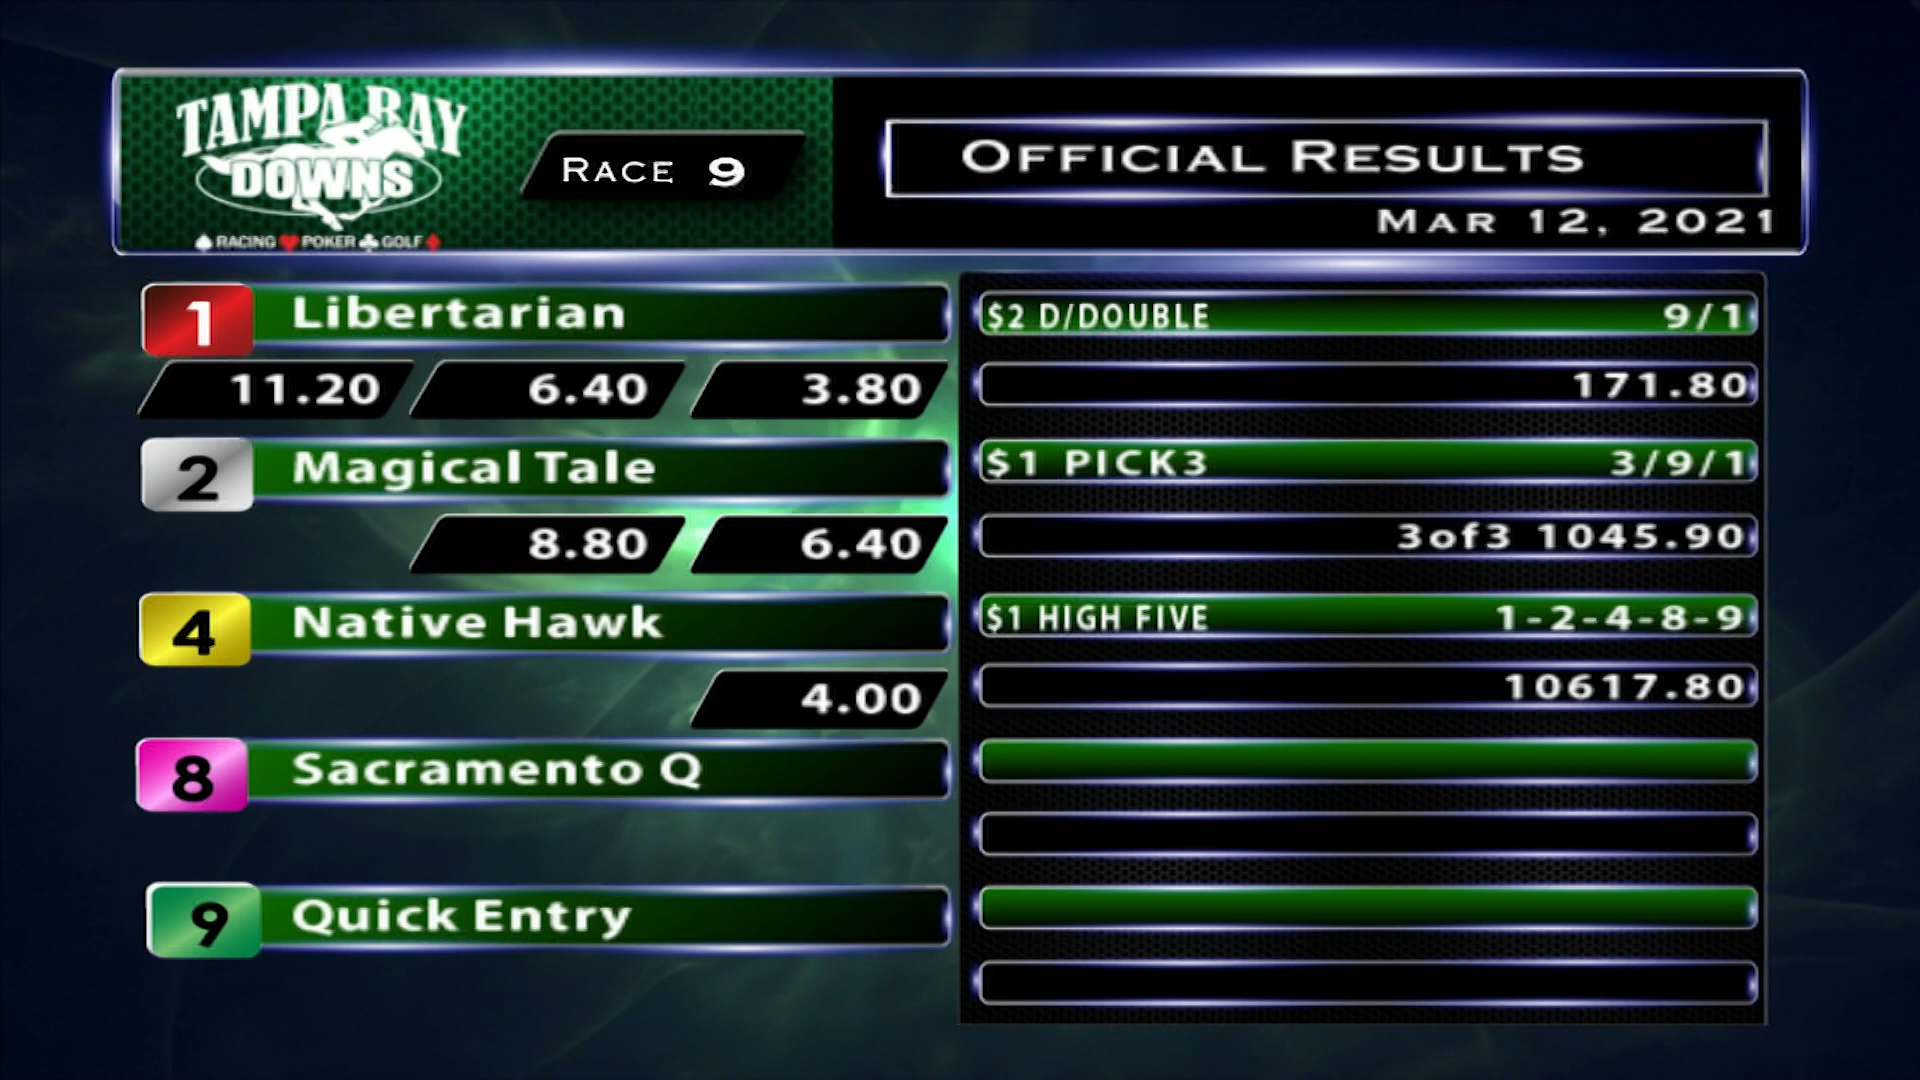 TAMPA BAY
DOWNS
RACING POKER GOLF
RACE 9
OFFICIAL RESULTS
MAR 12, 2021
1 Libertarian
11.20 6.40 3.80
2 Magical Tale
8.80 6.40
4 Native Hawk
4.00
8 Sacramento Q
9 Quick Entry
$2 D/DOUBLE 9/1
171.80
$1 PICK3 3/9/1
3of3 1045.90
$1 HIGH FIVE 1-2-4-8-9
10617.80